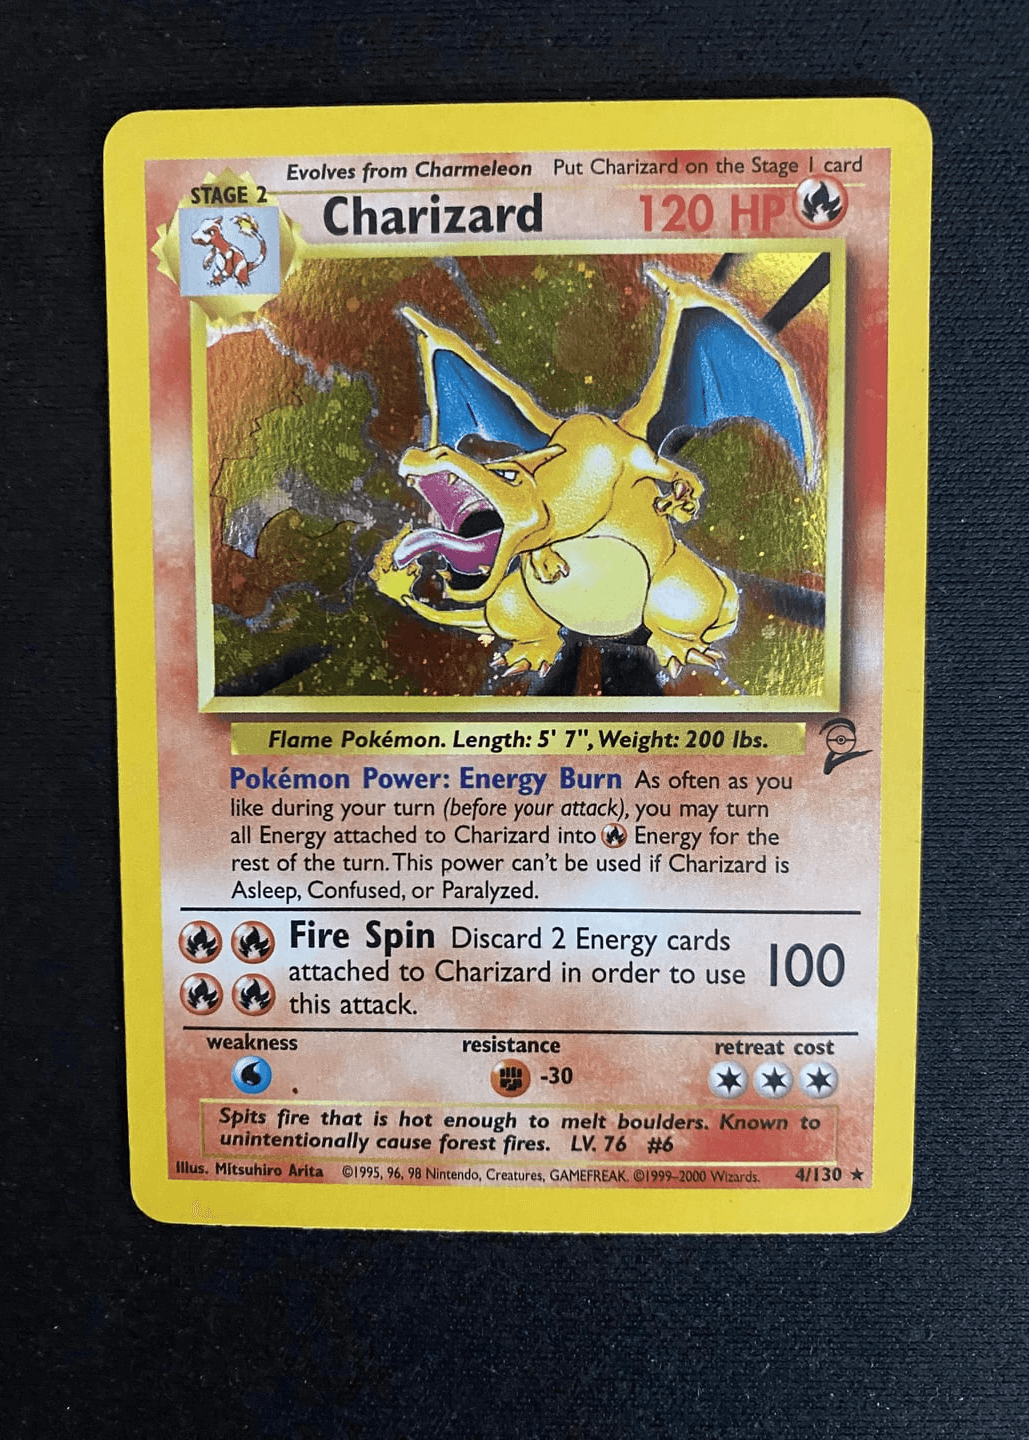 Evolves from Charmeleon Put Charizard on the Stage 1 card
STAGE 2
Charizard 120 HP
Flame Pokémon. Length: 5' 7", Weight: 200 lbs.
Pokémon Power: Energy Burn As often as you
like during your turn (before your attack), you may turn
all Energy attached to Charizard into Energy for the
rest of the turn. This power can't be used if Charizard is
Asleep, Confused, or Paralyzed.
Fire Spin Discard 2 Energy cards
attached to Charizard in order to use
this attack.
100
weakness resistance retreat cost
-30
Spits fire that is hot enough to melt boulders. Known to
unintentionally cause forest fires. LV. 76 #6
Illus. Mitsuhiro Arita ©1995, 96, 98 Nintendo, Creatures, GAMEFREAK. ©1999-2000 Wizards. 4/130 ★